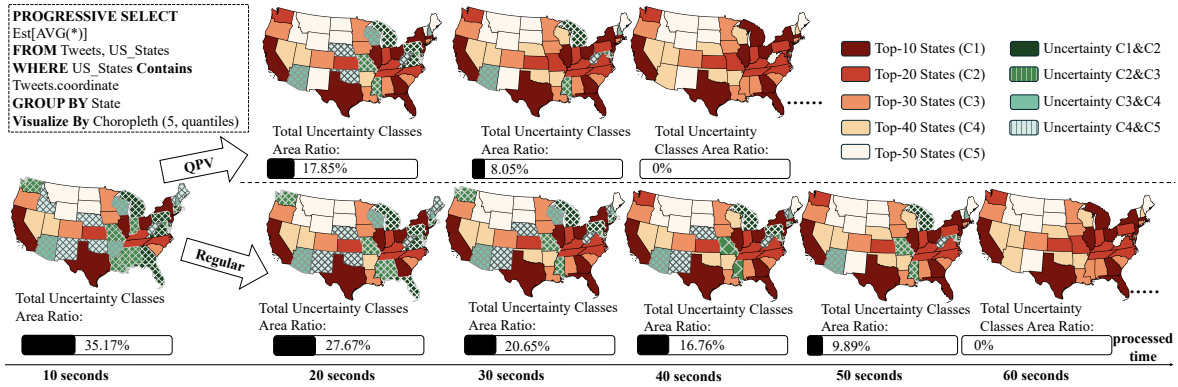 PROGRESSIVE SELECT
Est[AVG(*)]
FROM Tweets, US_States
WHERE US_States Contains
Tweets.coordinate
GROUP BY State
Visualize By Choropleth (5, quantiles)
Top-10 States (C1)
Top-20 States (C2)
Top-30 States (C3)
Top-40 States (C4)
Top-50 States (C5)
Uncertainty C1&C2
Uncertainty C2&C3
Uncertainty C3&C4
Uncertainty C4&C5
......
Total Uncertainty Classes
Area Ratio:
17.85%
Total Uncertainty Classes
Area Ratio:
8.05%
Total Uncertainty
Classes Area Ratio:
0%
QPV
Regular
Total Uncertainty Classes
Area Ratio:
35.17%
Total Uncertainty Classes
Area Ratio:
27.67%
Total Uncertainty Classes
Area Ratio:
20.65%
Total Uncertainty Classes
Area Ratio:
16.76%
Total Uncertainty Classes
Area Ratio:
9.89%
Total Uncertainty
Classes Area Ratio:
0%
.....
processed
time
10 seconds
20 seconds
30 seconds
40 seconds
50 seconds
60 seconds